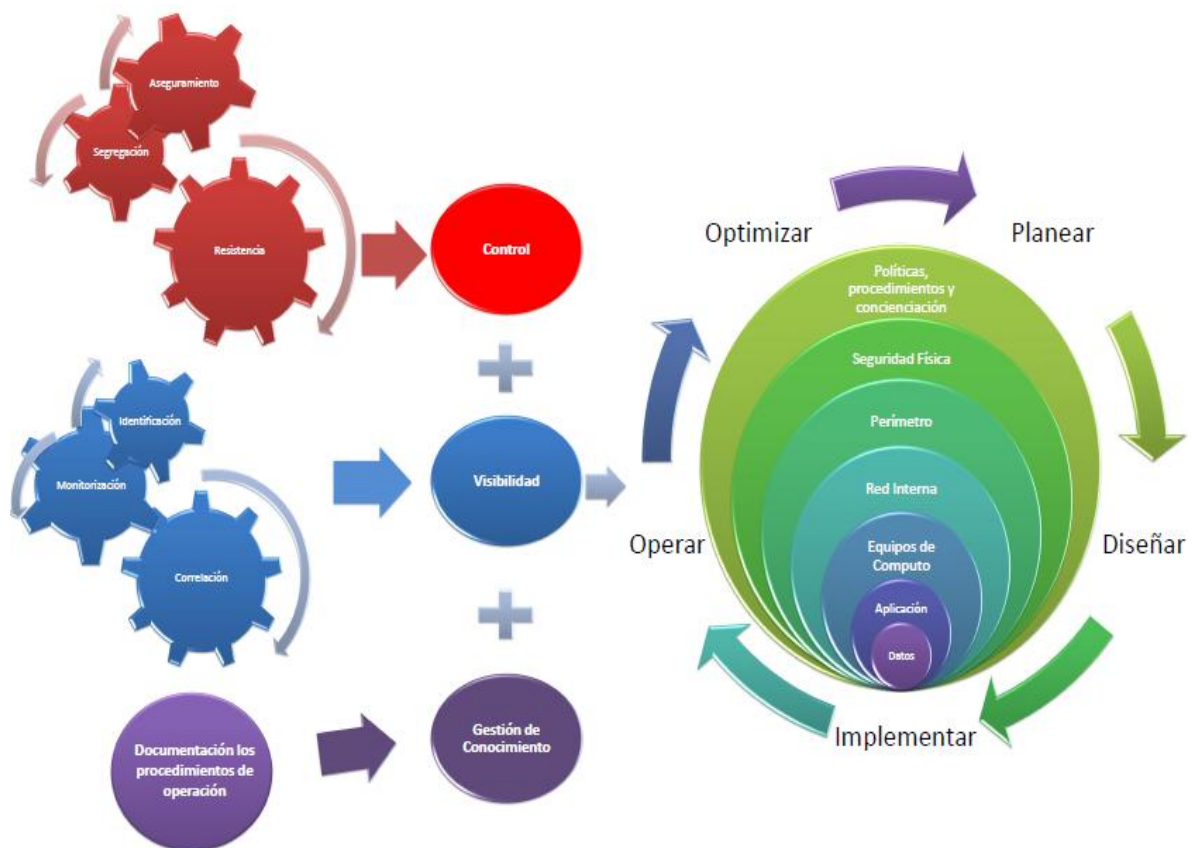 Aseguramiento
Segregación
Resistencia
Control
Identificación
Monitorización
Correlación
Visibilidad
Documentación los
procedimientos de
operación
Gestión de
Conocimiento
Optimizar
Planear
Diseñar
Implementar
Operar
Políticas,
procedimientos y
concienciación
Seguridad Física
Perímetro
Red Interna
Equipos de
Computo
Aplicación
Datos